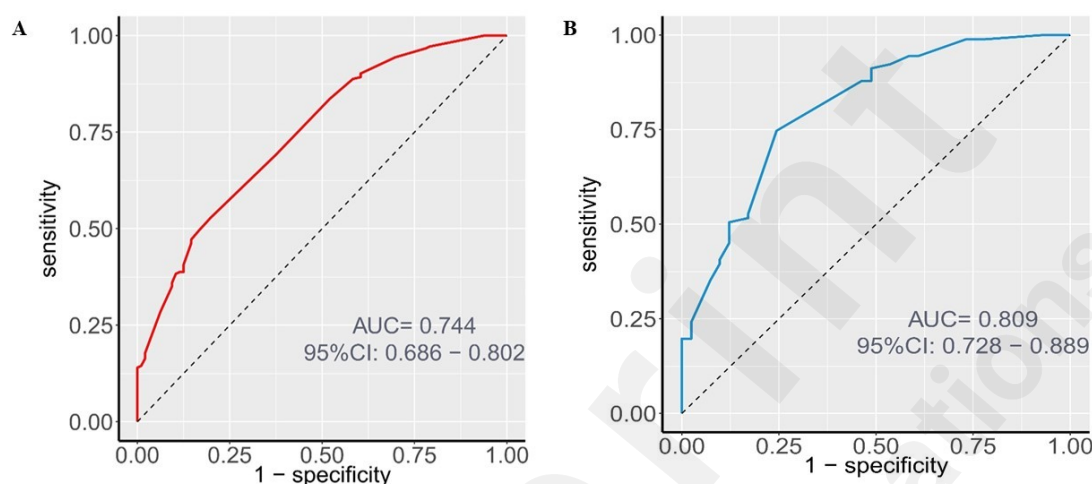 A
1.00
0.75
0.50
0.25
0.00
sensitivity
AUC= 0.744
95%CI: 0.686 − 0.802
0.00 0.25 0.50 0.75 1.00
1 − specificity
B
1.00
0.75
0.50
0.25
0.00
sensitivity
AUC= 0.809
95%CI: 0.728 − 0.889
0.00 0.25 0.50 0.75 1.00
1 − specificity